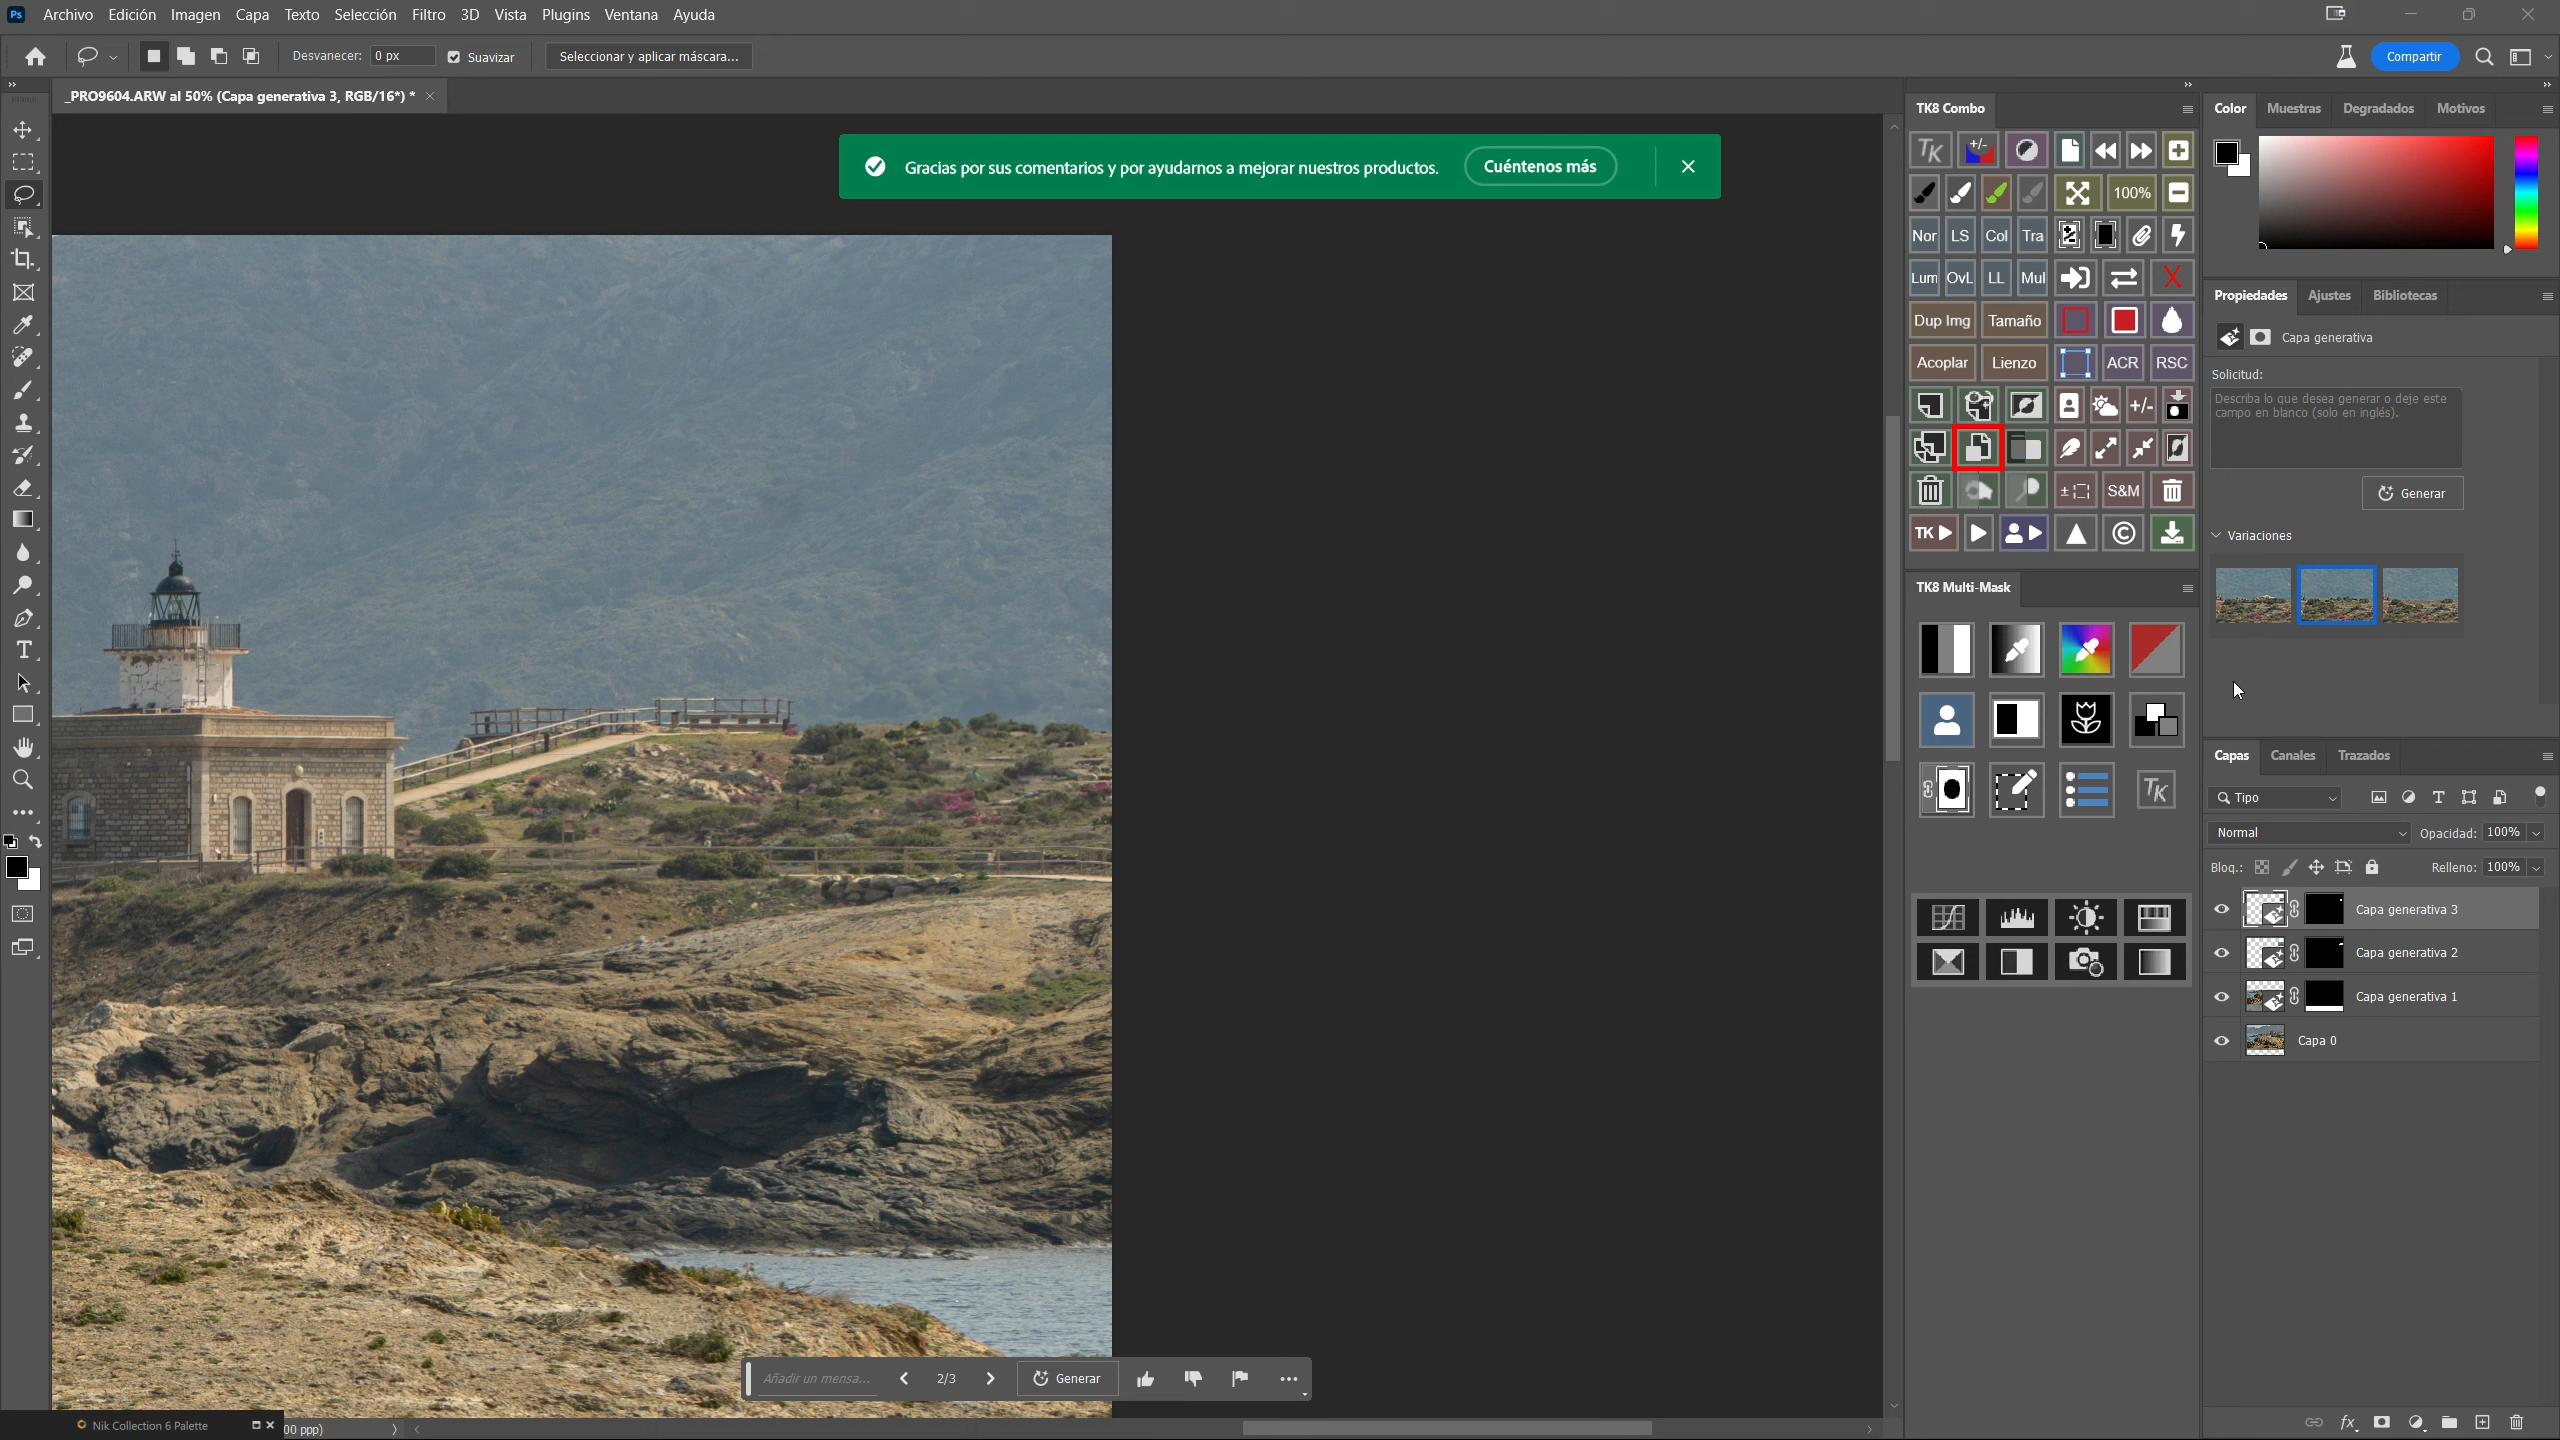 Ps Archivo Edición Imagen Capa Texto Selección Filtro 3D Vista Plugins Ventana Ayuda
Desvanecer: 0 px Suavizar Seleccionar y aplicar máscara... Compartir
_PRO9604.ARW al 50% (Capa generativa 3, RGB/16*) *
Gracias por sus comentarios y por ayudarnos a mejorar nuestros productos. Cuéntenos más
TK8 Combo
TK +/-
100%
Nor LS Col Tra
Lum OvL LL Mul X
Dup Img Tamaño
Acoplar Lienzo ACR RSC
+/-
S&M
TK ©
TK8 Multi-Mask
TK
Color Muestras Degradados Motivos
Propiedades Ajustes Bibliotecas
Capa generativa
Solicitud:
Describa lo que desea generar o deje este
campo en blanco (solo en inglés).
Generar
Variaciones
Capas Canales Trazados
Tipo
Normal Opacidad: 100%
Bloq.: Relleno: 100%
Capa generativa 3
Capa generativa 2
Capa generativa 1
Capa 0
fx
Añadir un mensa... 2/3 Generar
Nik Collection 6 Palette
00 ppp)